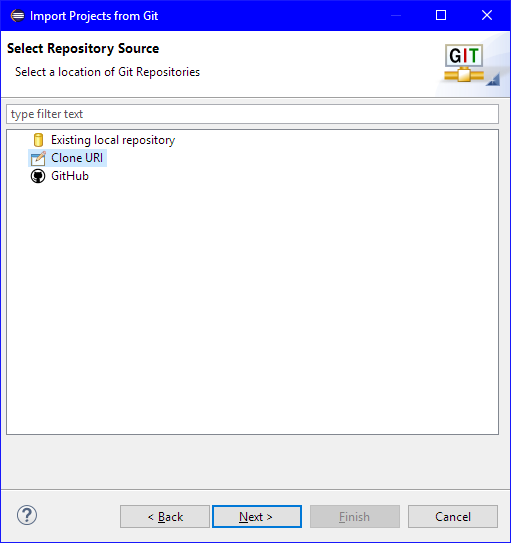 Import Projects from Git
Select Repository Source
Select a location of Git Repositories
GIT
type filter text
Existing local repository
Clone URI
GitHub
?
< Back
Next >
Finish
Cancel